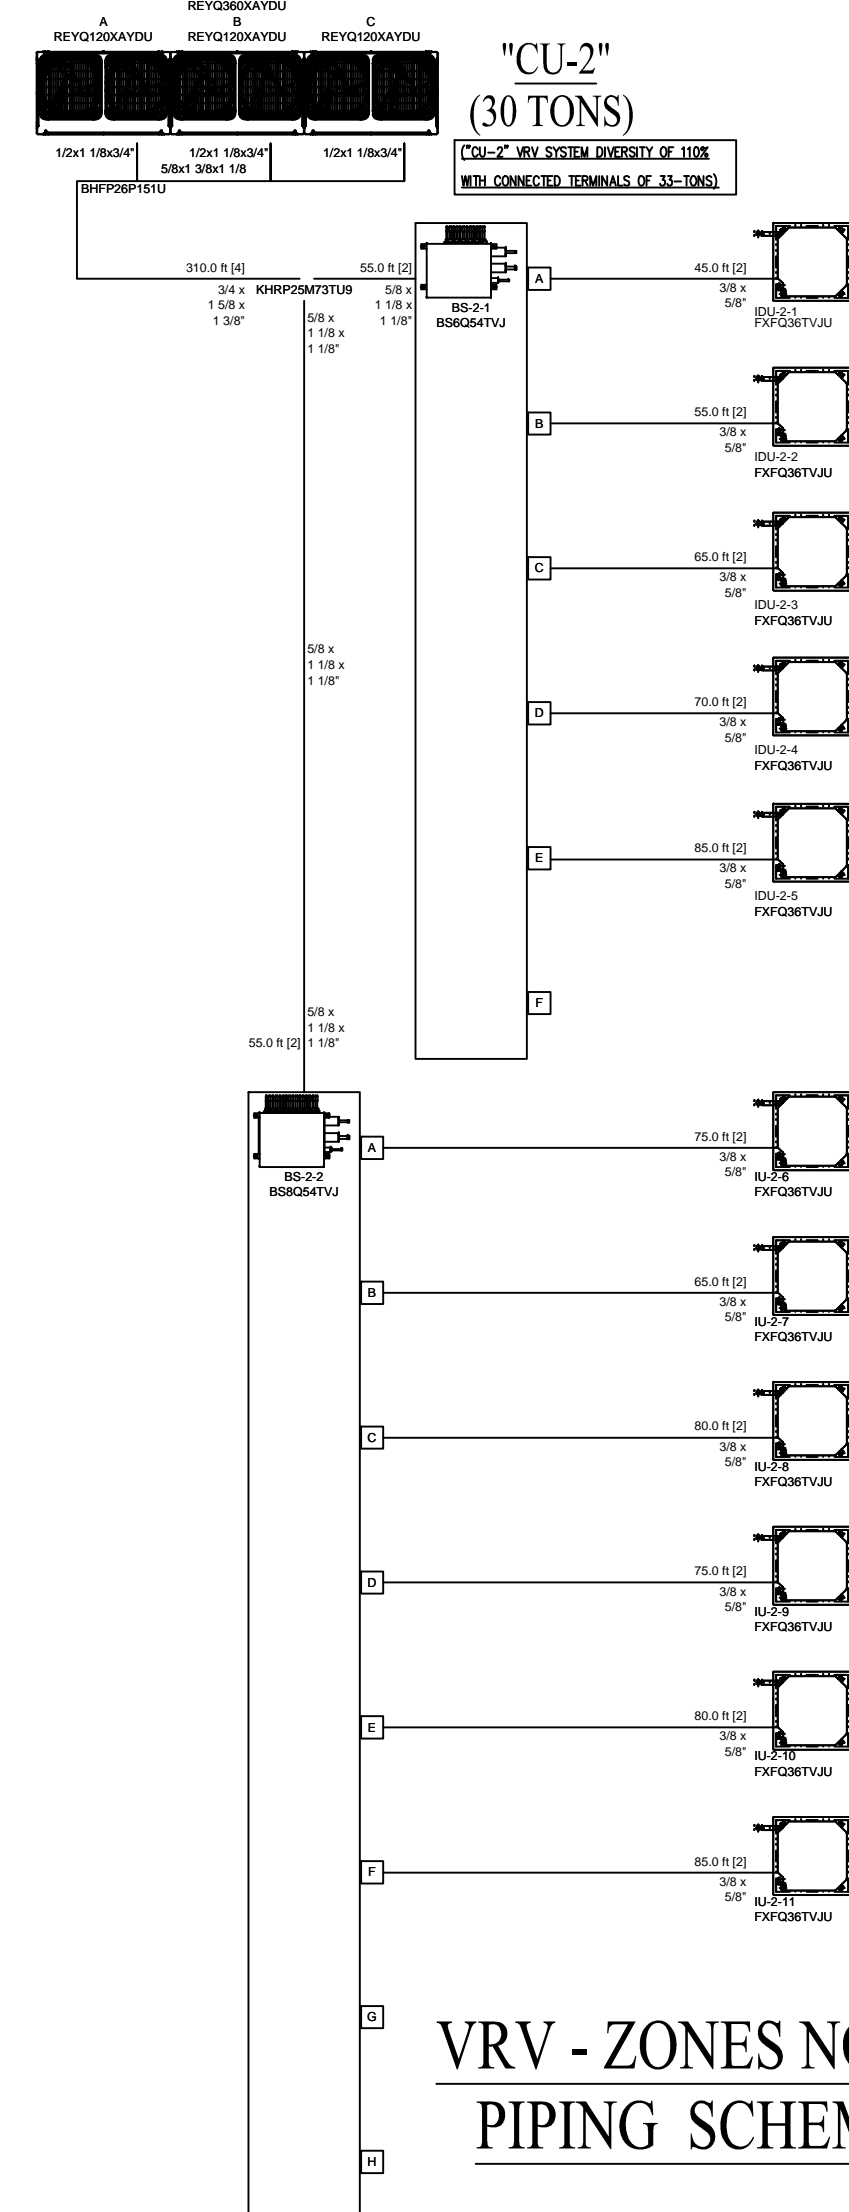 REYQ360XAYDU
A
B
C
REYQ120XAYDU
REYQ120XAYDU
REYQ120XAYDU
"CU-2"
(30 TONS)
("CU-2" VRV SYSTEM DIVERSITY OF 110%
WITH CONNECTED TERMINALS OF 33-TONS)
1/2x1 1/8x3/4"
1/2x1 1/8x3/4"
1/2x1 1/8x3/4"
5/8x1 3/8x1 1/8
BHFP26P151U
310.0 ft [4]
3/4 x
1 5/8 x
1 3/8"
KHRP25M73TU9
55.0 ft [2]
5/8 x
1 1/8 x
1 1/8"
5/8 x
1 1/8 x
1 1/8"
BS-2-1
BS6Q54TVJ
A
45.0 ft [2]
3/8 x
5/8"
IDU-2-1
FXFQ36TVJU
B
55.0 ft [2]
3/8 x
5/8"
IDU-2-2
FXFQ36TVJU
C
65.0 ft [2]
3/8 x
5/8"
IDU-2-3
FXFQ36TVJU
5/8 x
1 1/8 x
1 1/8"
D
70.0 ft [2]
3/8 x
5/8"
IDU-2-4
FXFQ36TVJU
E
85.0 ft [2]
3/8 x
5/8"
IDU-2-5
FXFQ36TVJU
F
5/8 x
1 1/8 x
55.0 ft [2] 1 1/8"
BS-2-2
BS8Q54TVJ
A
75.0 ft [2]
3/8 x
5/8"
IU-2-6
FXFQ36TVJU
B
65.0 ft [2]
3/8 x
5/8"
IU-2-7
FXFQ36TVJU
C
80.0 ft [2]
3/8 x
5/8"
IU-2-8
FXFQ36TVJU
D
75.0 ft [2]
3/8 x
5/8"
IU-2-9
FXFQ36TVJU
E
80.0 ft [2]
3/8 x
5/8"
IU-2-10
FXFQ36TVJU
F
85.0 ft [2]
3/8 x
5/8"
IU-2-11
FXFQ36TVJU
G
H
VRV - ZONES
PIPING